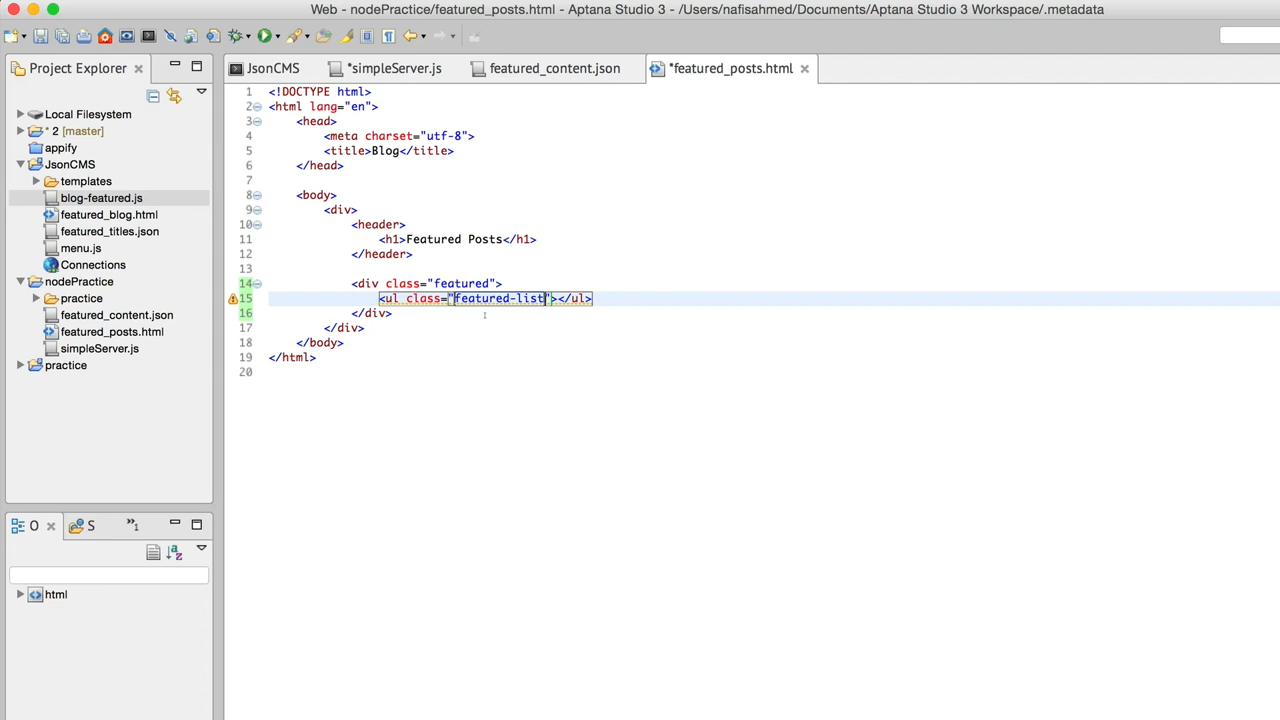 Web - nodePractice/featured_posts.html - Aptana Studio 3 - /Users/nafisahmed/Documents/Aptana Studio 3 Workspace/.metadata
Project Explorer
JsonCMS
*simpleServer.js
featured_content.json
*featured_posts.html
Local Filesystem
* 2 [master]
appify
JsonCMS
templates
blog-featured.js
featured_blog.html
featured_titles.json
menu.js
Connections
nodePractice
practice
featured_content.json
featured_posts.html
simpleServer.js
practice
O
S
»1
html
1 <!DOCTYPE html>
2 <html lang="en">
3 <head>
4 <meta charset="utf-8">
5 <title>Blog</title>
6 </head>
7
8 <body>
9 <div>
10 <header>
11 <h1>Featured Posts</h1>
12 </header>
13
14 <div class="featured">
15 <ul class="featured-list"></ul>
16 </div>
17 </div>
18 </body>
19 </html>
20